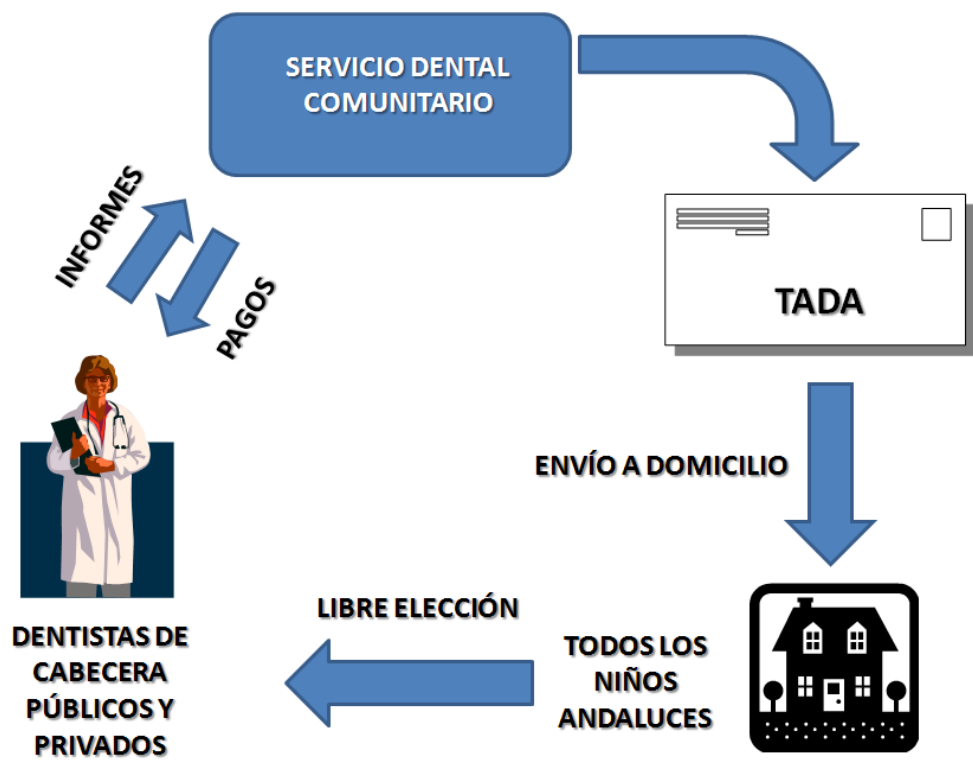 SERVICIO DENTAL
COMUNITARIO
INFORMES
PAGOS
TADA
ENVÍO A DOMICILIO
LIBRE ELECCIÓN
TODOS LOS
NIÑOS
ANDALUCES
DENTISTAS DE
CABECERA
PÚBLICOS Y
PRIVADOS